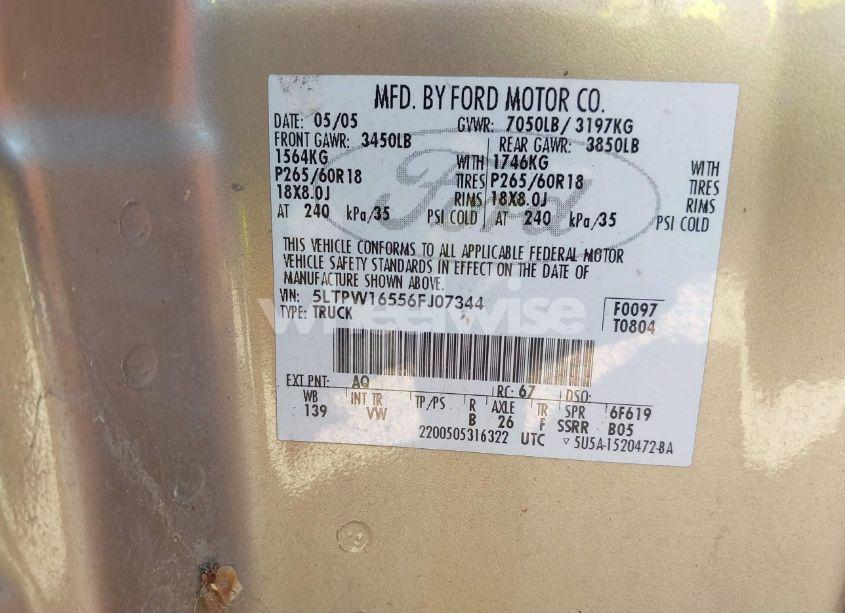 MFD. BY FORD MOTOR CO.
DATE: 05/05 GVWR: 7050LB/ 3197KG
FRONT GAWR: 3450LB REAR GAWR: 3850LB
1564KG WITH 1746KG WITH
P265/60R18 TIRES P265/60R18 TIRES
18X8.0J RIMS 18X8.0J RIMS
AT 240 kPa/35 PSI COLD AT 240 kPa/35 PSI COLD
Ford
THIS VEHICLE CONFORMS TO ALL APPLICABLE FEDERAL MOTOR
VEHICLE SAFETY STANDARDS IN EFFECT ON THE DATE OF
MANUFACTURE SHOWN ABOVE.
VIN: 5LTPW16556FJ07344 F0097
TYPE: TRUCK T0804
wheelwise
EXT PNT: AQ RC: 67 DSO:
WB INT TR TP/PS R AXLE TR SPR 6F619
139 VW B 26 F SSRR B05
2200505316322 UTC ▿ 5U5A-1520472-BA